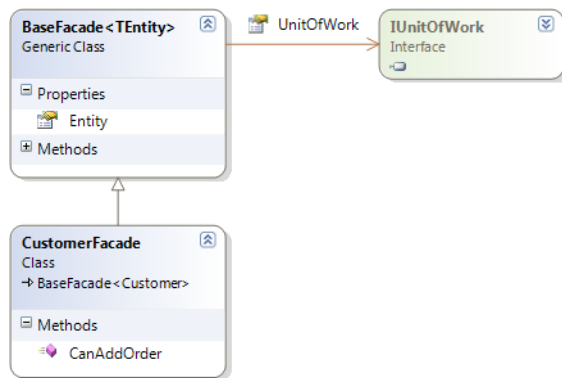 BaseFacade<TEntity>
Generic Class
Properties
Entity
Methods
UnitOfWork
IUnitOfWork
Interface
CustomerFacade
Class
BaseFacade<Customer>
Methods
CanAddOrder